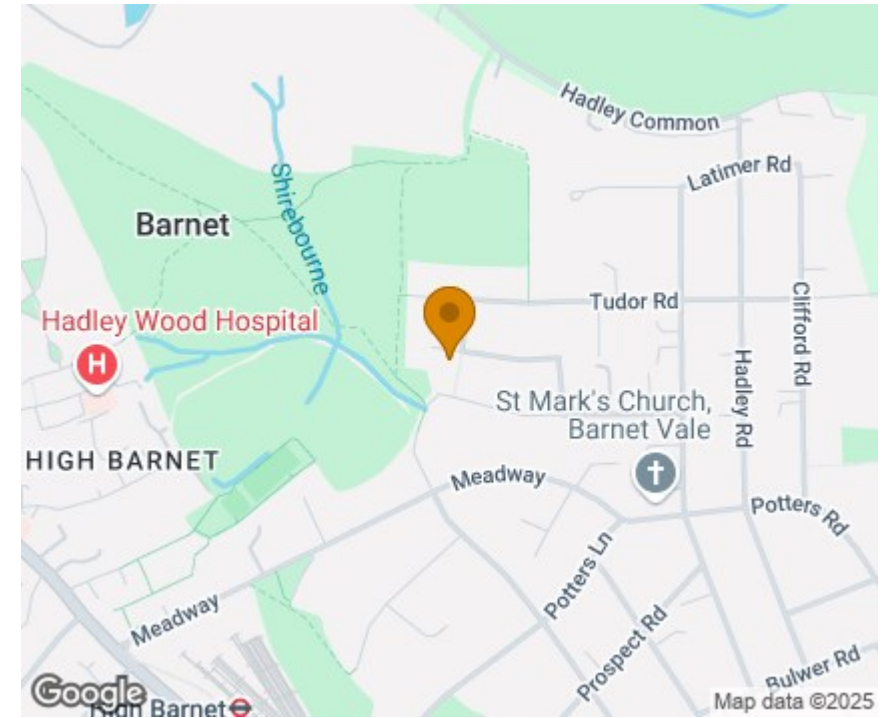 Hadley Common
Latimer Rd
Shirebourne
Barnet
Clifford Rd
Tudor Rd
Hadley Wood Hospital
H
Hadley Rd
St Mark's Church,
Barnet Vale
HIGH BARNET
Meadway
Potters Rd
Potters Ln
Meadway
Prospect Rd
Bulwer Rd
Google
High Barnet
Map data ©2025